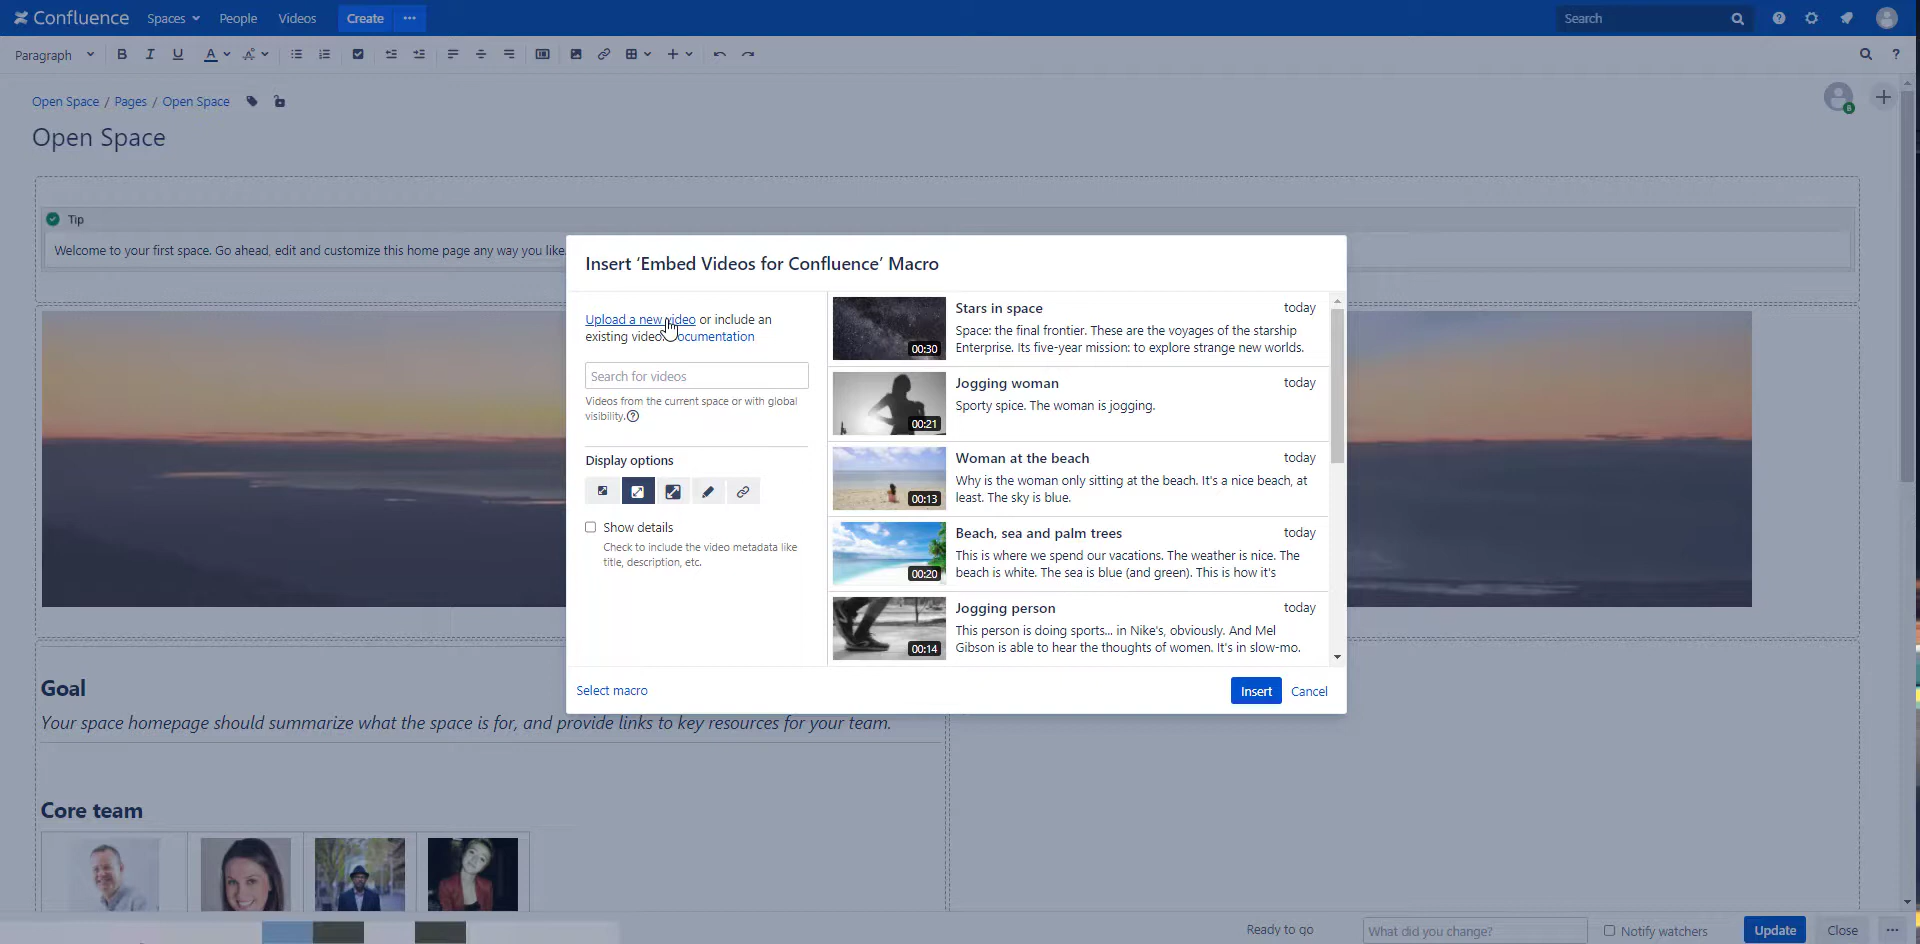 Confluence Spaces People Videos Create ··· Search
Paragraph
Open Space / Pages / Open Space
Open Space
Tip
Welcome to your first space. Go ahead, edit and customize this home page any way you like
Insert ‘Embed Videos for Confluence’ Macro
Upload a new video or include an
existing video.
Search for videos
Videos from the current space or with global
visibility.
Display options
Show details
Check to include the video metadata like
title, description, etc.
Stars in space today
Space: the final frontier. These are the voyages of the starship
Enterprise. Its five-year mission: to explore strange new worlds.
00:30
Jogging woman today
Sporty spice. The woman is jogging.
00:21
Woman at the beach today
Why is the woman only sitting at the beach. It's a nice beach, at
least. The sky is blue.
00:13
Beach, sea and palm trees today
This is where we spend our vacations. The weather is nice. The
beach is white. The sea is blue (and green). This is how it's
00:20
Jogging person today
This person is doing sports... in Nike's, obviously. And Mel
Gibson is able to hear the thoughts of women. It's in slow-mo.
00:14
Select macro Insert Cancel
Goal
Your space homepage should summarize what the space is for, and provide links to key resources for your team.
Core team
Ready to go What did you change? Notify watchers Update Close ···